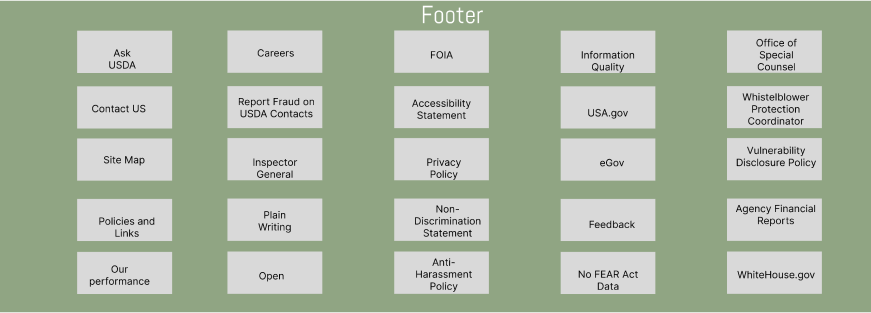 Footer
Ask
USDA
Careers
FOIA
Information
Quality
Office of
Special
Counsel
Contact US
Report Fraud on
USDA Contacts
Accessibility
Statement
USA.gov
Whistelblower
Protection
Coordinator
Site Map
Inspector
General
Privacy
Policy
eGov
Vulnerability
Disclosure Policy
Policies and
Links
Plain
Writing
Non-
Discrimination
Statement
Feedback
Agency Financial
Reports
Our
performance
Open
Anti-
Harassment
Policy
No FEAR Act
Data
WhiteHouse.gov